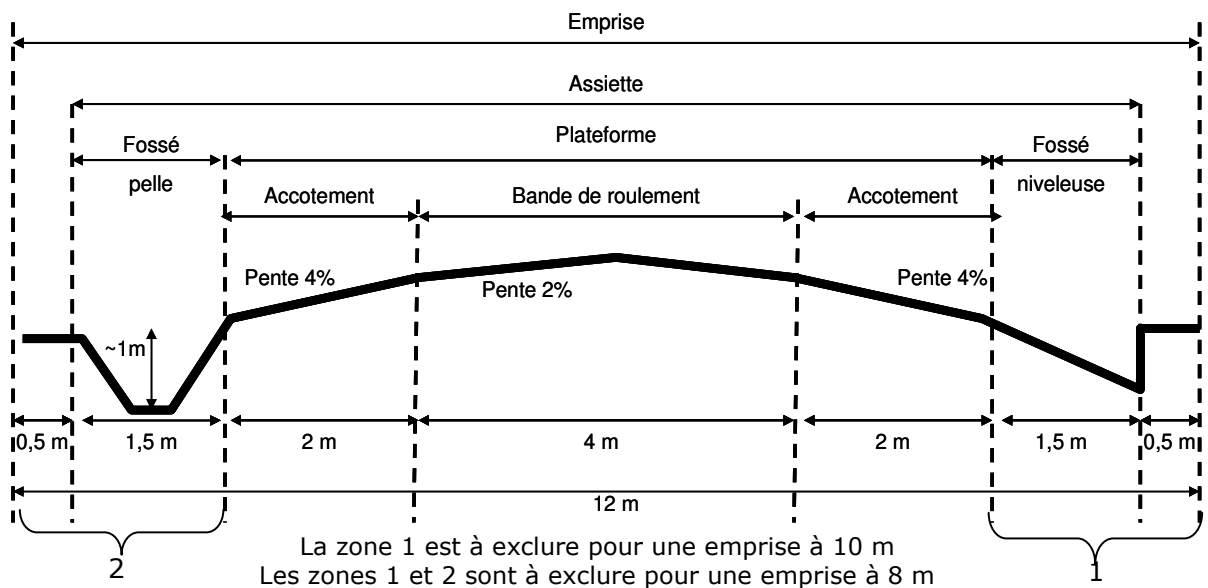 Emprise
Assiette
Plateforme
Fossé
pelle
Fossé
niveleuse
Accotement
Bande de roulement
Accotement
Pente 4%
Pente 2%
Pente 4%
~1m
0,5 m
1,5 m
2 m
4 m
2 m
1,5 m
0,5 m
12 m
2
1
La zone 1 est à exclure pour une emprise à 10 m
Les zones 1 et 2 sont à exclure pour une emprise à 8 m